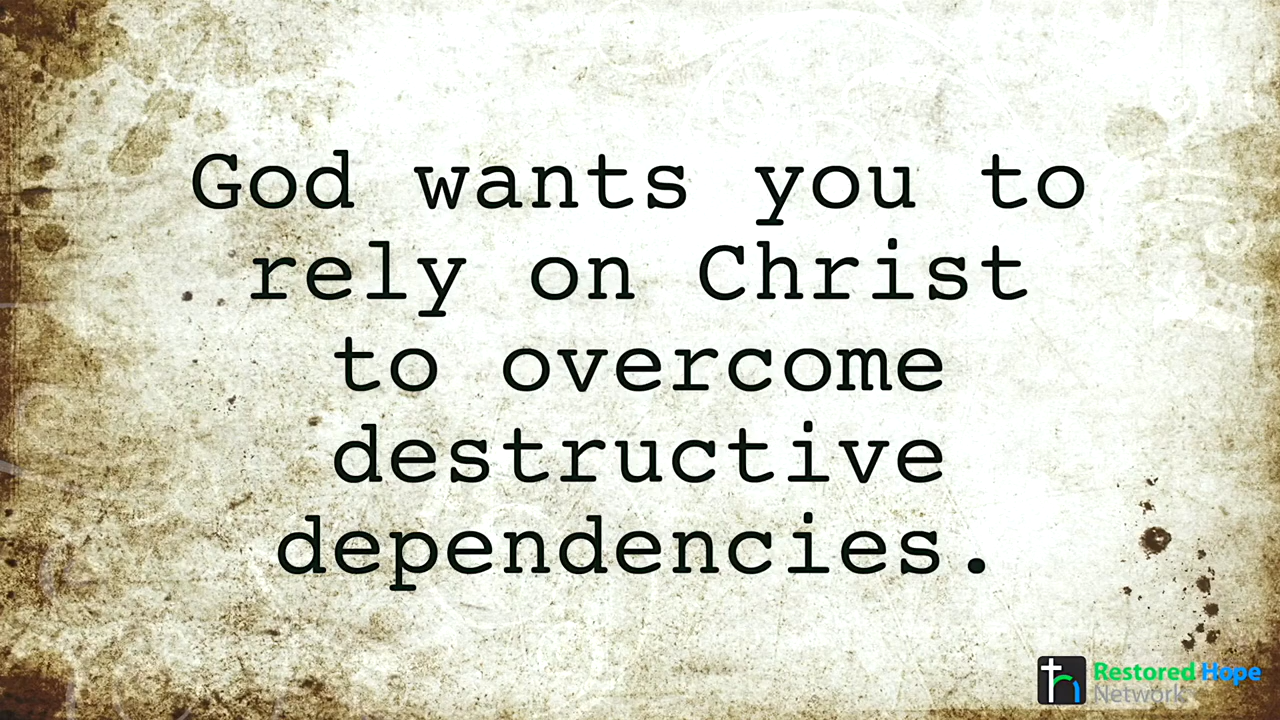 God wants you to
rely on Christ
to overcome
destructive
dependencies.
Restored Hope
Network